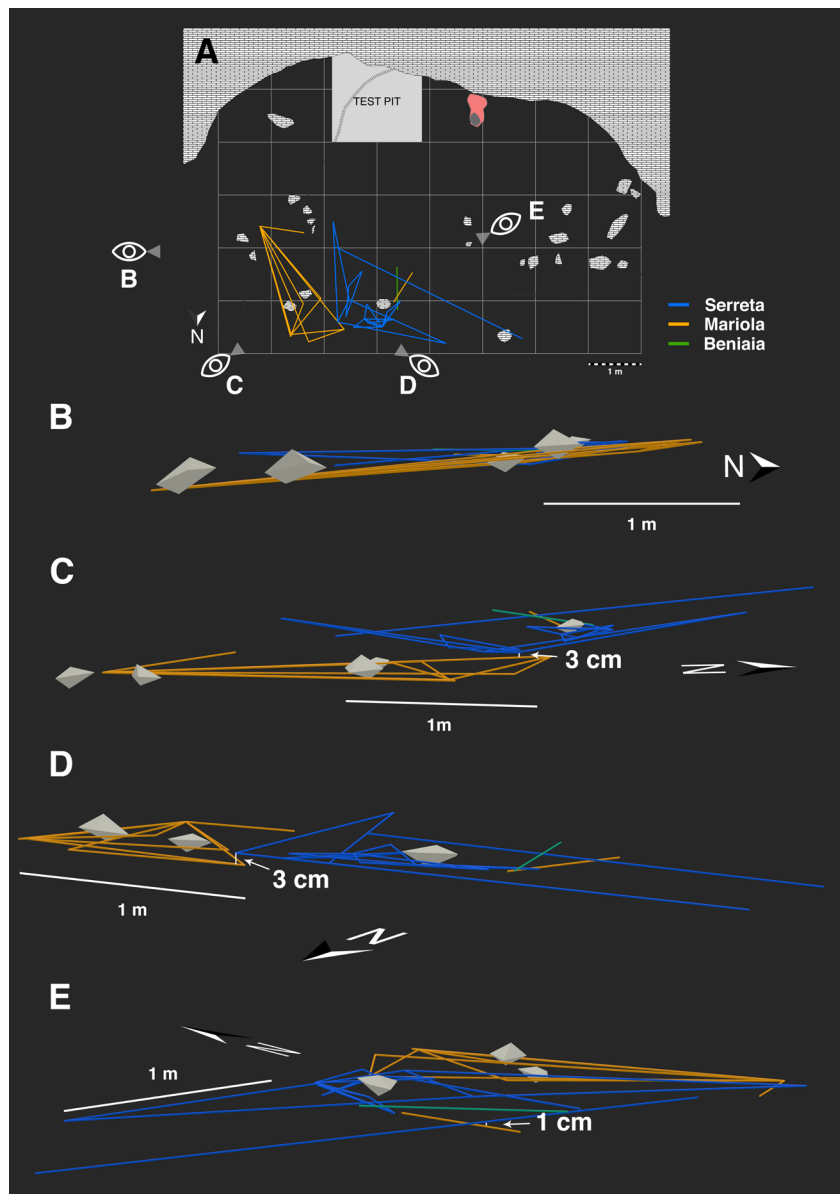 A
TEST PIT
E
B
N
C
D
Serreta
Mariola
Beniaia
1 m
B
N
1 m
C
3 cm
N
1m
D
3 cm
1 m
N
E
N
1 m
1 cm